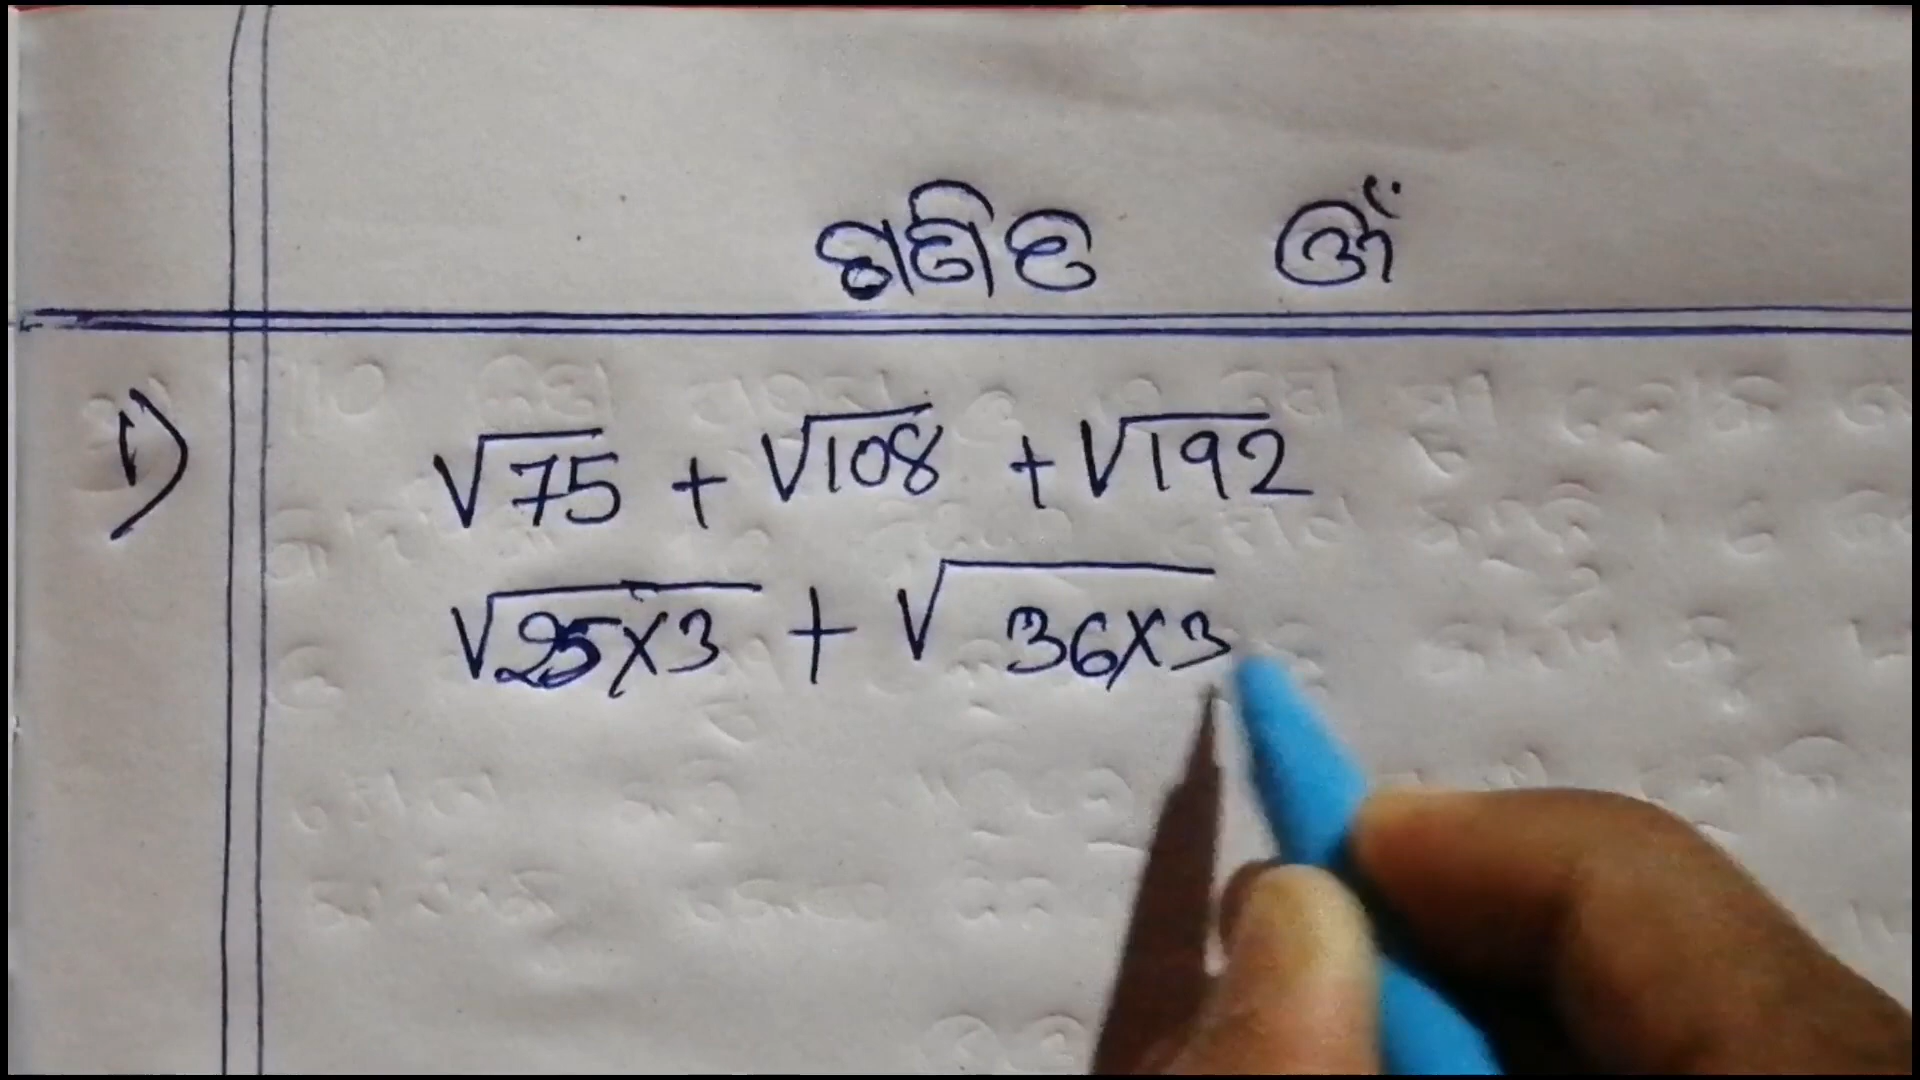 ଗଣିତ ଓଁ
1) √75 + √108 + √192
√25×3 + √36×3